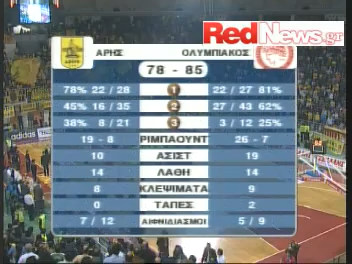 RedNews.gr
ΑΡΗΣ ΟΛΥΜΠΙΑΚΟΣ
78 - 85
78% 22 / 28 1 22 / 27 81%
45% 16 / 35 2 27 / 43 62%
38% 8 / 21 3 3 / 12 25%
19 - 8 ΡΙΜΠΑΟΥΝΤ 26 - 7
10 ΑΣΙΣΤ 19
14 ΛΑΘΗ 14
8 ΚΛΕΨΙΜΑΤΑ 9
0 ΤΑΠΕΣ 2
7 / 12 ΑΙΦΝΙΔΙΑΣΜΟΙ 5 / 9
adidas